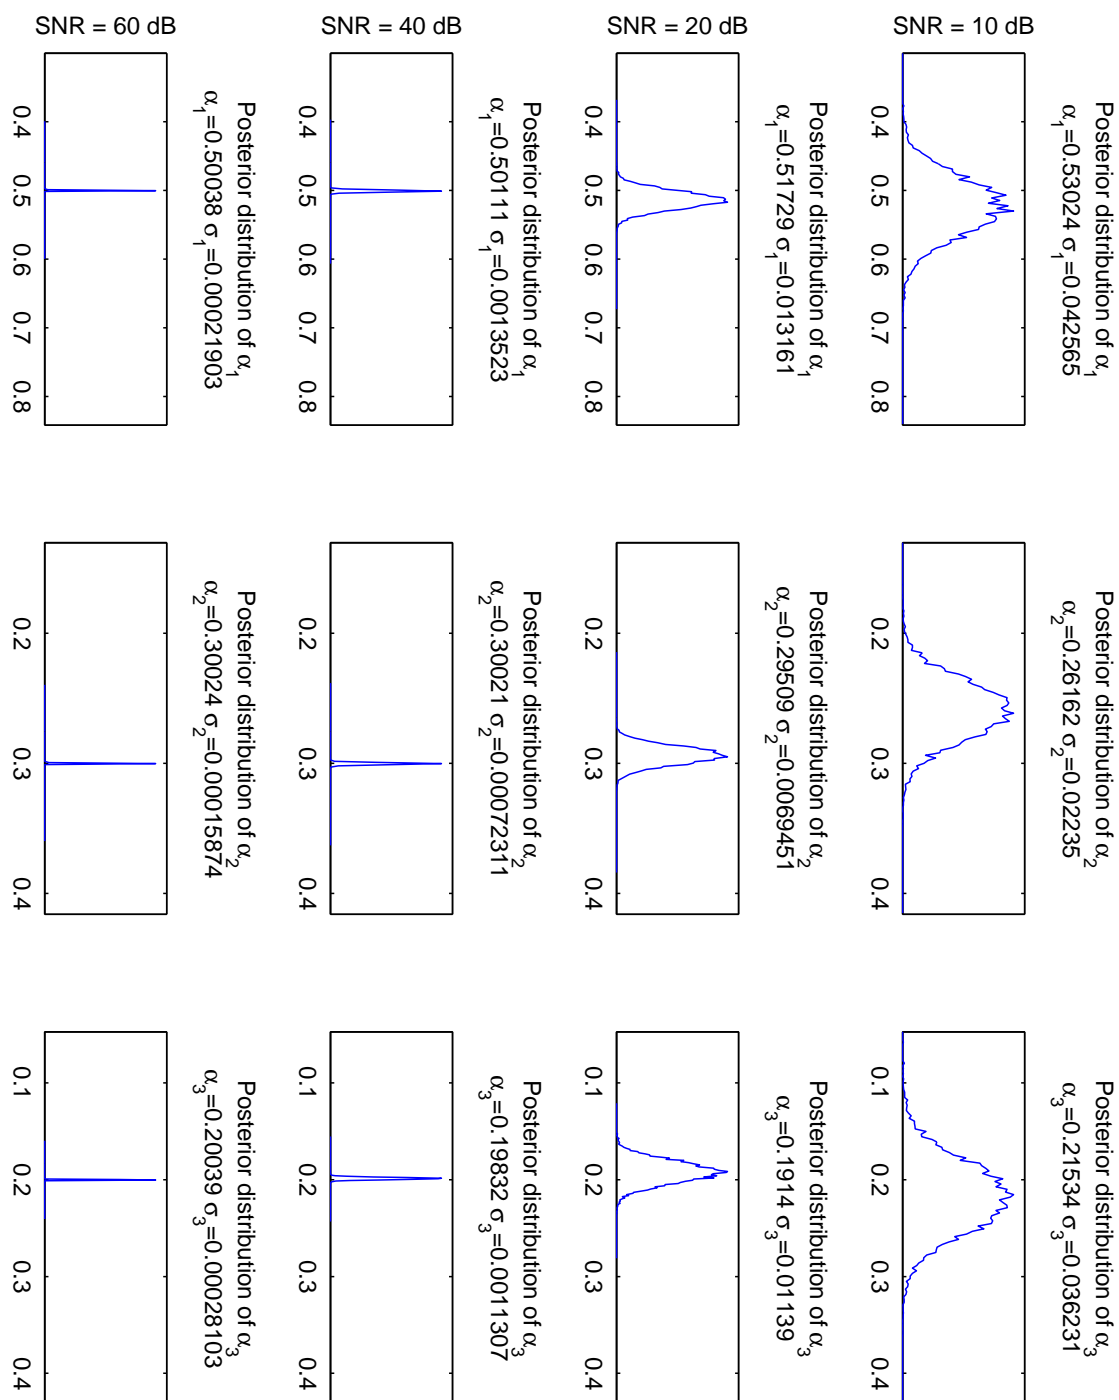 SNR = 10 dB
Posterior distribution of α₁
α₁=0.53024 σ₁=0.042565
0.4 0.5 0.6 0.7 0.8
Posterior distribution of α₂
α₂=0.26162 σ₂=0.02235
0.2 0.3 0.4
Posterior distribution of α₃
α₃=0.21534 σ₃=0.036231
0.1 0.2 0.3 0.4
SNR = 20 dB
Posterior distribution of α₁
α₁=0.51729 σ₁=0.013161
0.4 0.5 0.6 0.7 0.8
Posterior distribution of α₂
α₂=0.29509 σ₂=0.0069451
0.2 0.3 0.4
Posterior distribution of α₃
α₃=0.1914 σ₃=0.01139
0.1 0.2 0.3 0.4
SNR = 40 dB
Posterior distribution of α₁
α₁=0.50111 σ₁=0.0013523
0.4 0.5 0.6 0.7 0.8
Posterior distribution of α₂
α₂=0.30021 σ₂=0.00072311
0.2 0.3 0.4
Posterior distribution of α₃
α₃=0.19832 σ₃=0.0011307
0.1 0.2 0.3 0.4
SNR = 60 dB
Posterior distribution of α₁
α₁=0.50038 σ₁=0.00021903
0.4 0.5 0.6 0.7 0.8
Posterior distribution of α₂
α₂=0.30024 σ₂=0.00015874
0.2 0.3 0.4
Posterior distribution of α₃
α₃=0.20039 σ₃=0.00028103
0.1 0.2 0.3 0.4